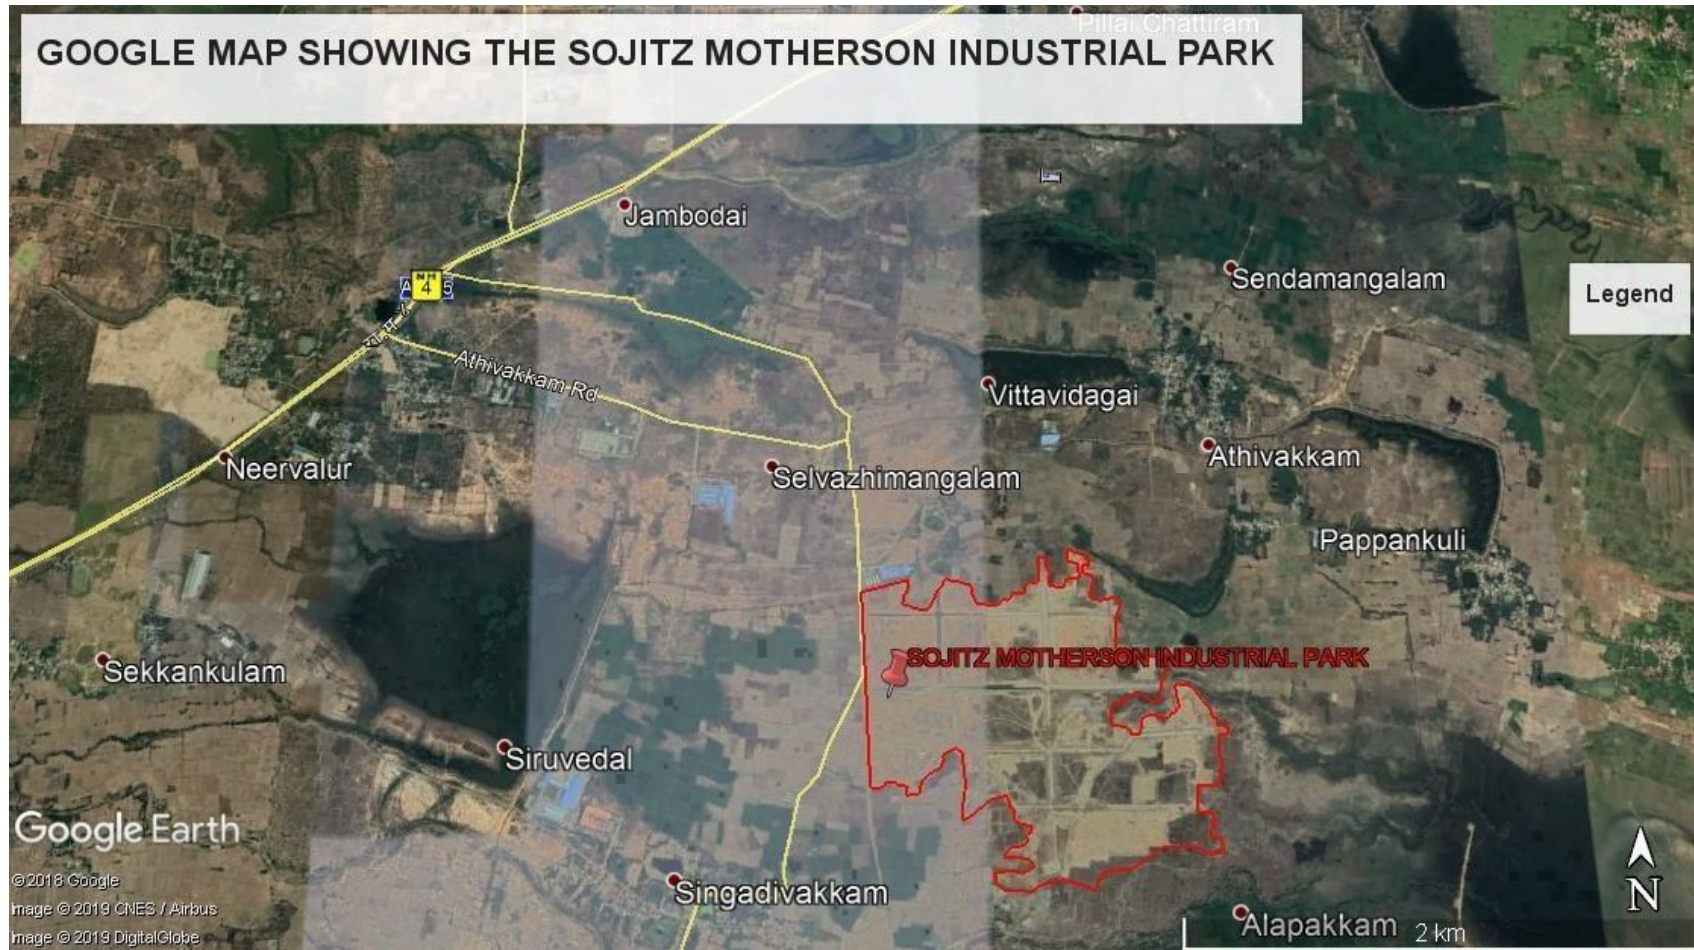 Pillai Chattiram
GOOGLE MAP SHOWING THE SOJITZ MOTHERSON INDUSTRIAL PARK
Jambodai
Sendamangalam
NH
4
Legend
Athivakkam Rd
Vittavidagai
Neervalur
Selvazhimangalam
Athivakkam
Pappankuli
SOJITZ MOTHERSON INDUSTRIAL PARK
Sekkankulam
Siruvedal
Google Earth
©2018 Google
Image © 2019 CNES / Airbus
Image © 2019 DigitalGlobe
Singadivakkam
N
Alapakkam
2 km